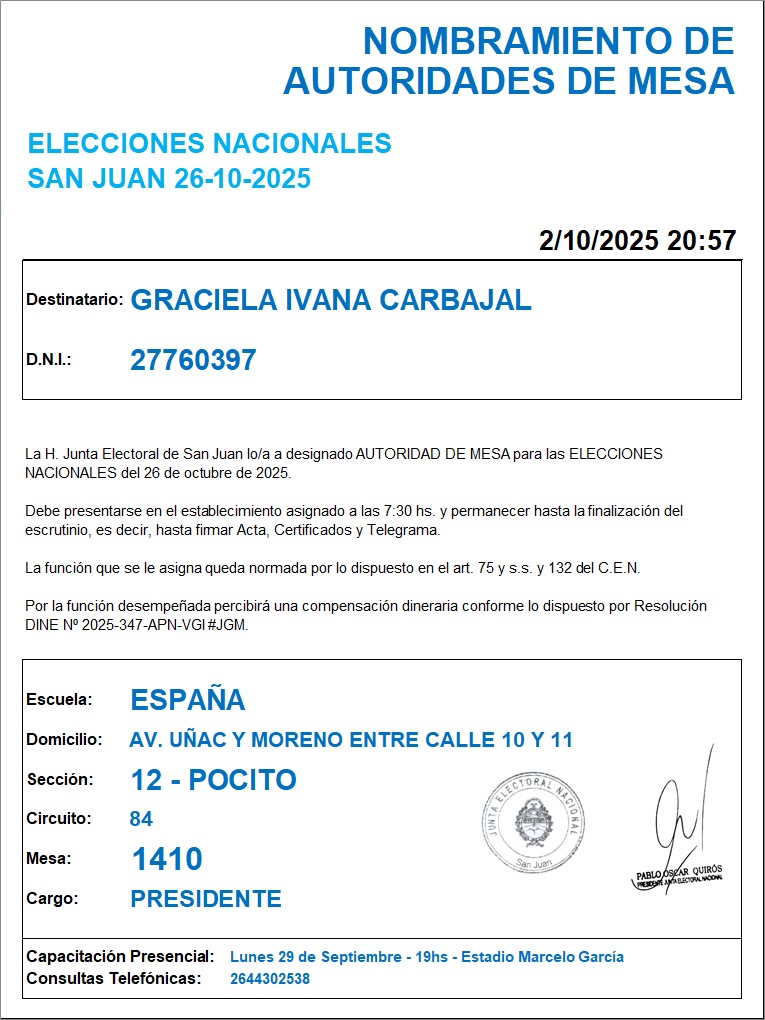 NOMBRAMIENTO DE
AUTORIDADES DE MESA
ELECCIONES NACIONALES
SAN JUAN 26-10-2025
2/10/2025 20:57
Destinatario: GRACIELA IVANA CARBAJAL
D.N.I.: 27760397
La H. Junta Electoral de San Juan lo/a a designado AUTORIDAD DE MESA para las ELECCIONES
NACIONALES del 26 de octubre de 2025.
Debe presentarse en el establecimiento asignado a las 7:30 hs. y permanecer hasta la finalización del
escrutinio, es decir, hasta firmar Acta, Certificados y Telegrama.
La función que se le asigna queda normada por lo dispuesto en el art. 75 y s.s. y 132 del C.E.N.
Por la función desempeñada percibirá una compensación dineraria conforme lo dispuesto por Resolución
DINE Nº 2025-347-APN-VGI#JGM.
Escuela: ESPAÑA
Domicilio: AV. UÑAC Y MORENO ENTRE CALLE 10 Y 11
Sección: 12 - POCITO
Circuito: 84
Mesa: 1410
Cargo: PRESIDENTE
JUNTA ELECTORAL NACIONAL
San Juan
PABLO OSCAR QUIRÓS
PRESIDENTE JUNTA ELECTORAL NACIONAL
Capacitación Presencial: Lunes 29 de Septiembre - 19hs - Estadio Marcelo García
Consultas Telefónicas: 2644302538